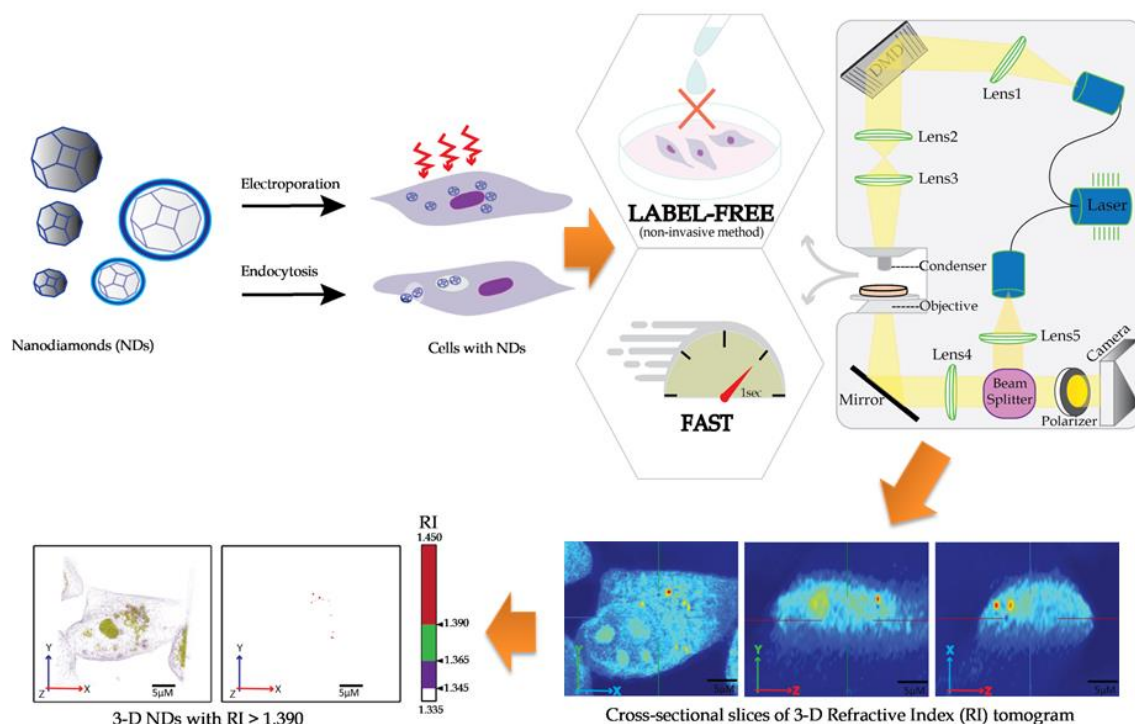 Nanodiamonds (NDs)
Electroporation
Endocytosis
Cells with NDs
LABEL-FREE
(non-invasive method)
1sec
FAST
DMD
Lens1
Lens2
Lens3
Laser
Condenser
Objective
Lens5
Lens4
Camera
Mirror
Beam
Splitter
Polarizer
Y
Z
X
5μM
Y
Z
X
5μM
3-D NDs with RI > 1.390
RI
1.450
1.390
1.365
1.345
1.335
Y
Z
X
5μM
Y
X
Z
5μM
X
Y
Z
5μM
Cross-sectional slices of 3-D Refractive Index (RI) tomogram